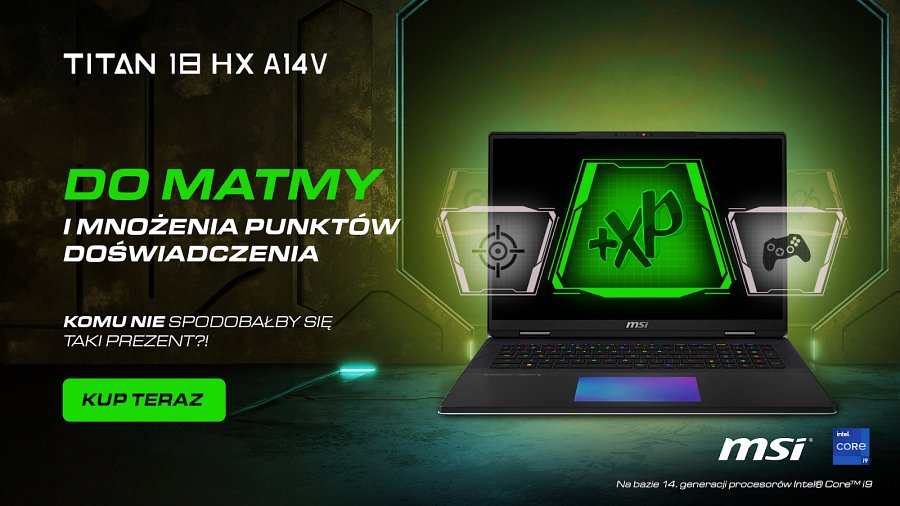 TITAN 18 HX A14V
DO MATMY
I MNOŻENIA PUNKTÓW
DOŚWIADCZENIA
KOMU NIE SPODOBAŁBY SIĘ
TAKI PREZENT?!
KUP TERAZ
+XP
msi
msi
intel
CORE
i9
Na bazie 14. generacji procesorów Intel® Core™ i9